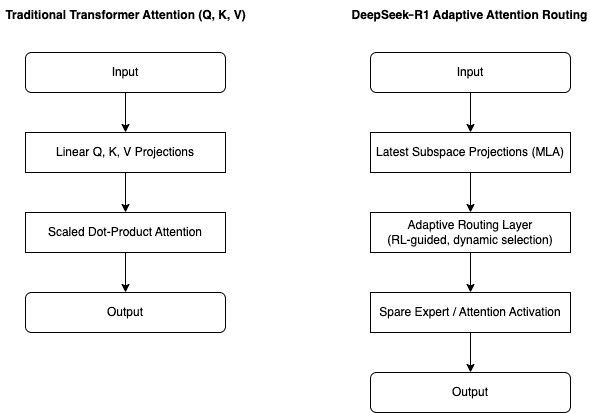 Traditional Transformer Attention (Q, K, V)
Input
Linear Q, K, V Projections
Scaled Dot-Product Attention
Output
DeepSeek-R1 Adaptive Attention Routing
Input
Latest Subspace Projections (MLA)
Adaptive Routing Layer
(RL-guided, dynamic selection)
Spare Expert / Attention Activation
Output